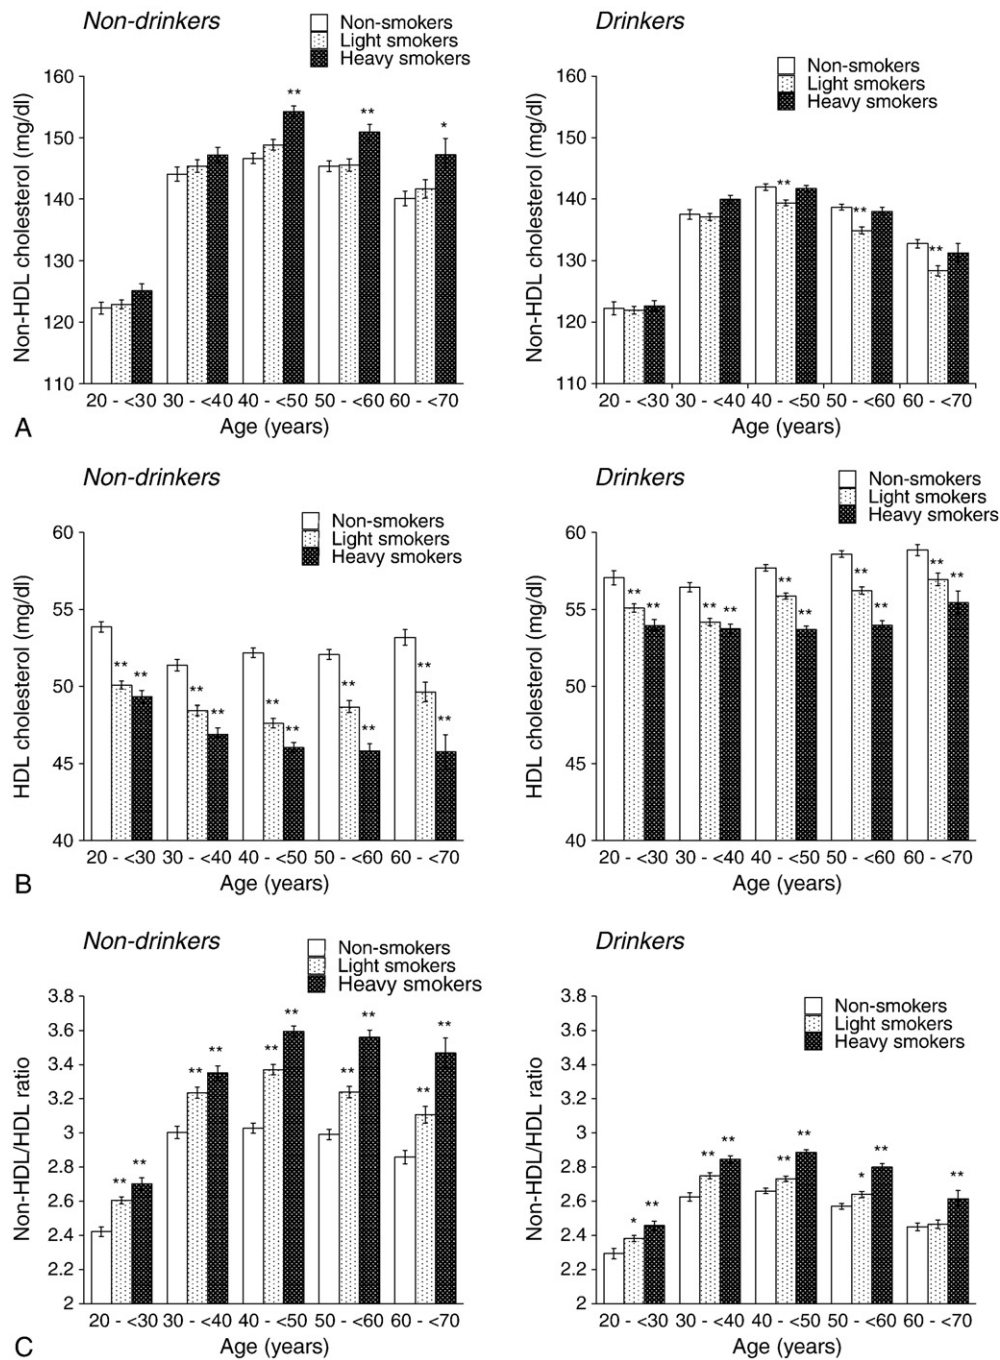 A
Non-drinkers
Non-smokers
Light smokers
Heavy smokers
**
**
*
Non-HDL cholesterol (mg/dl)
160
150
140
130
120
110
20 - <30 30 - <40 40 - <50 50 - <60 60 - <70
Age (years)
Drinkers
Non-smokers
Light smokers
Heavy smokers
**
**
**
Non-HDL cholesterol (mg/dl)
160
150
140
130
120
110
20 - <30 30 - <40 40 - <50 50 - <60 60 - <70
Age (years)
B
Non-drinkers
Non-smokers
Light smokers
Heavy smokers
** ** ** ** ** ** ** ** ** **
HDL cholesterol (mg/dl)
60
55
50
45
40
20 - <30 30 - <40 40 - <50 50 - <60 60 - <70
Age (years)
Drinkers
Non-smokers
Light smokers
Heavy smokers
** ** ** ** ** ** ** ** ** **
HDL cholesterol (mg/dl)
60
55
50
45
40
20 - <30 30 - <40 40 - <50 50 - <60 60 - <70
Age (years)
C
Non-drinkers
Non-smokers
Light smokers
Heavy smokers
** ** ** ** ** ** ** ** ** **
Non-HDL/HDL ratio
3.8
3.6
3.4
3.2
3
2.8
2.6
2.4
2.2
2
20 - <30 30 - <40 40 - <50 50 - <60 60 - <70
Age (years)
Drinkers
Non-smokers
Light smokers
Heavy smokers
* ** ** ** ** ** * ** **
Non-HDL/HDL ratio
3.8
3.6
3.4
3.2
3
2.8
2.6
2.4
2.2
2
20 - <30 30 - <40 40 - <50 50 - <60 60 - <70
Age (years)